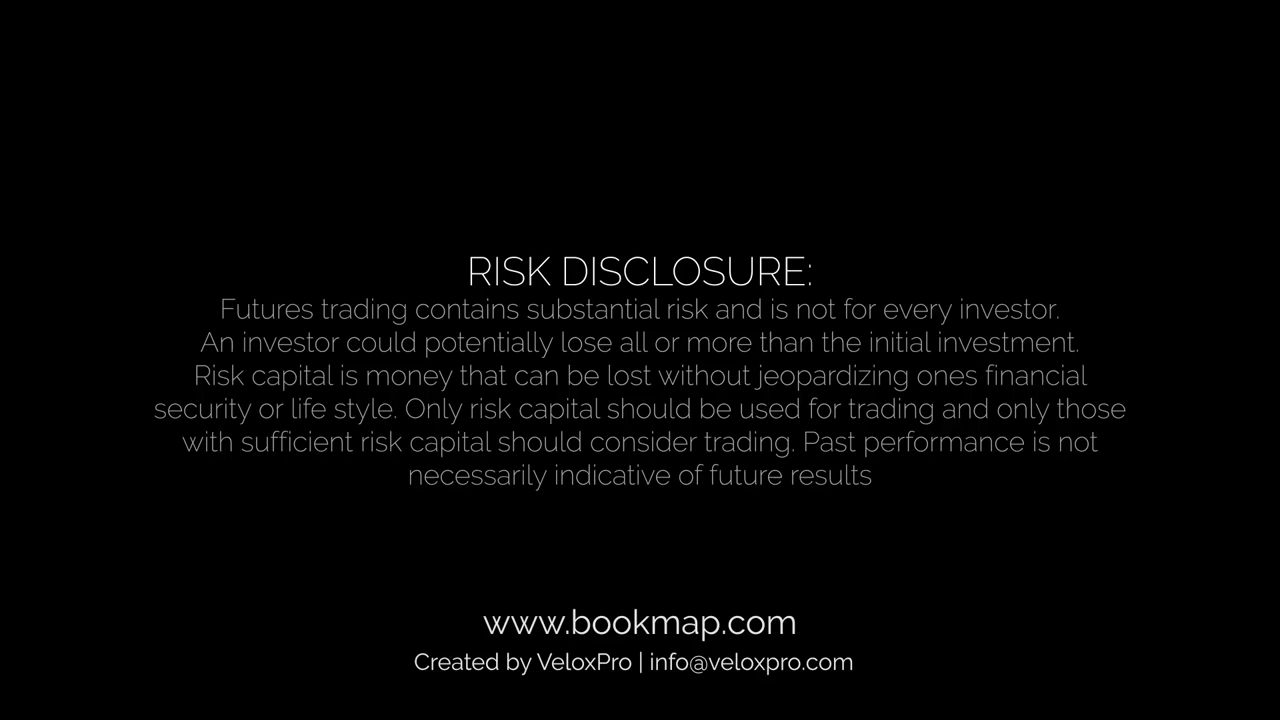 RISK DISCLOSURE:
Futures trading contains substantial risk and is not for every investor.
An investor could potentially lose all or more than the initial investment.
Risk capital is money that can be lost without jeopardizing ones financial
security or life style. Only risk capital should be used for trading and only those
with sufficient risk capital should consider trading. Past performance is not
necessarily indicative of future results
www.bookmap.com
Created by VeloxPro | info@veloxpro.com